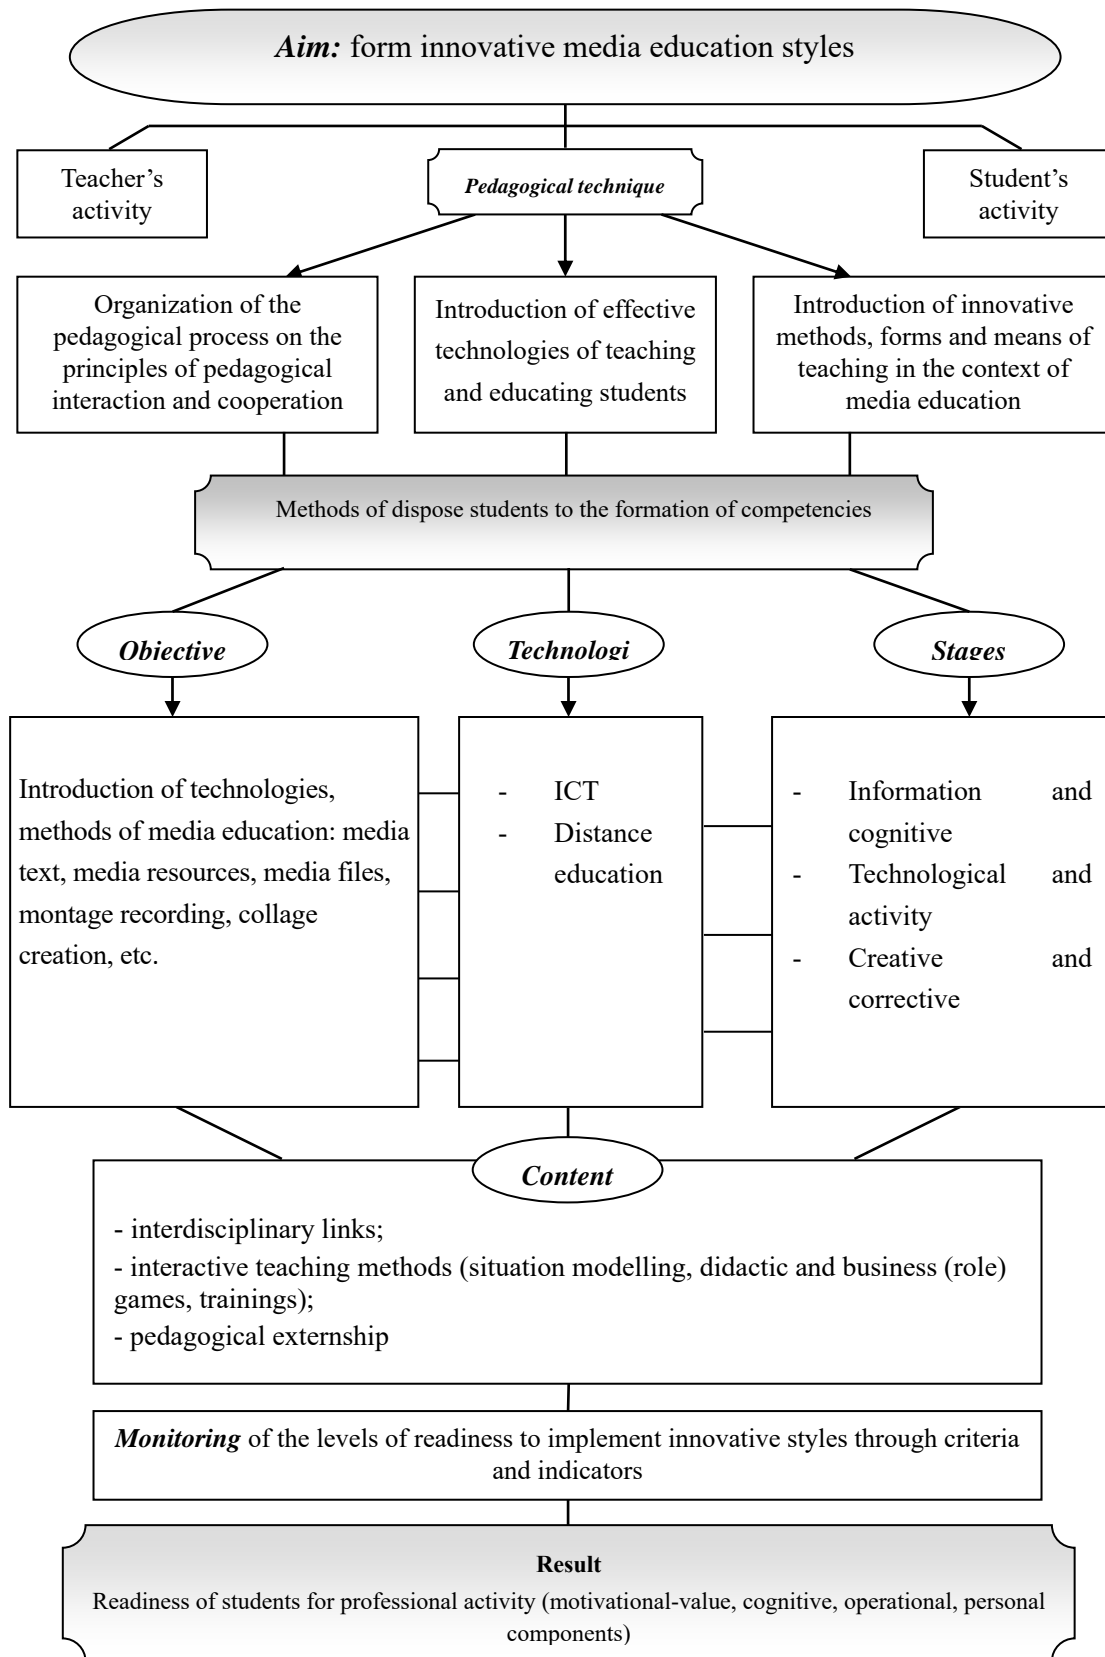 Aim: form innovative media education styles
Teacher's
activity
Pedagogical technique
Student's
activity
Organization of the
pedagogical process on the
principles of pedagogical
interaction and cooperation
Introduction of effective
technologies of teaching
and educating students
Introduction of innovative
methods, forms and means of
teaching in the context of
media education
Methods of dispose students to the formation of competencies
Objective
Technologi
Stages
Introduction of technologies,
methods of media education: media
text, media resources, media files,
montage recording, collage
creation, etc.
- ICT
- Distance
education
- Information and
cognitive
- Technological and
activity
- Creative and
corrective
Content
- interdisciplinary links;
- interactive teaching methods (situation modelling, didactic and business (role)
games, trainings);
- pedagogical externship
Monitoring of the levels of readiness to implement innovative styles through criteria
and indicators
Result
Readiness of students for professional activity (motivational-value, cognitive, operational, personal
components)